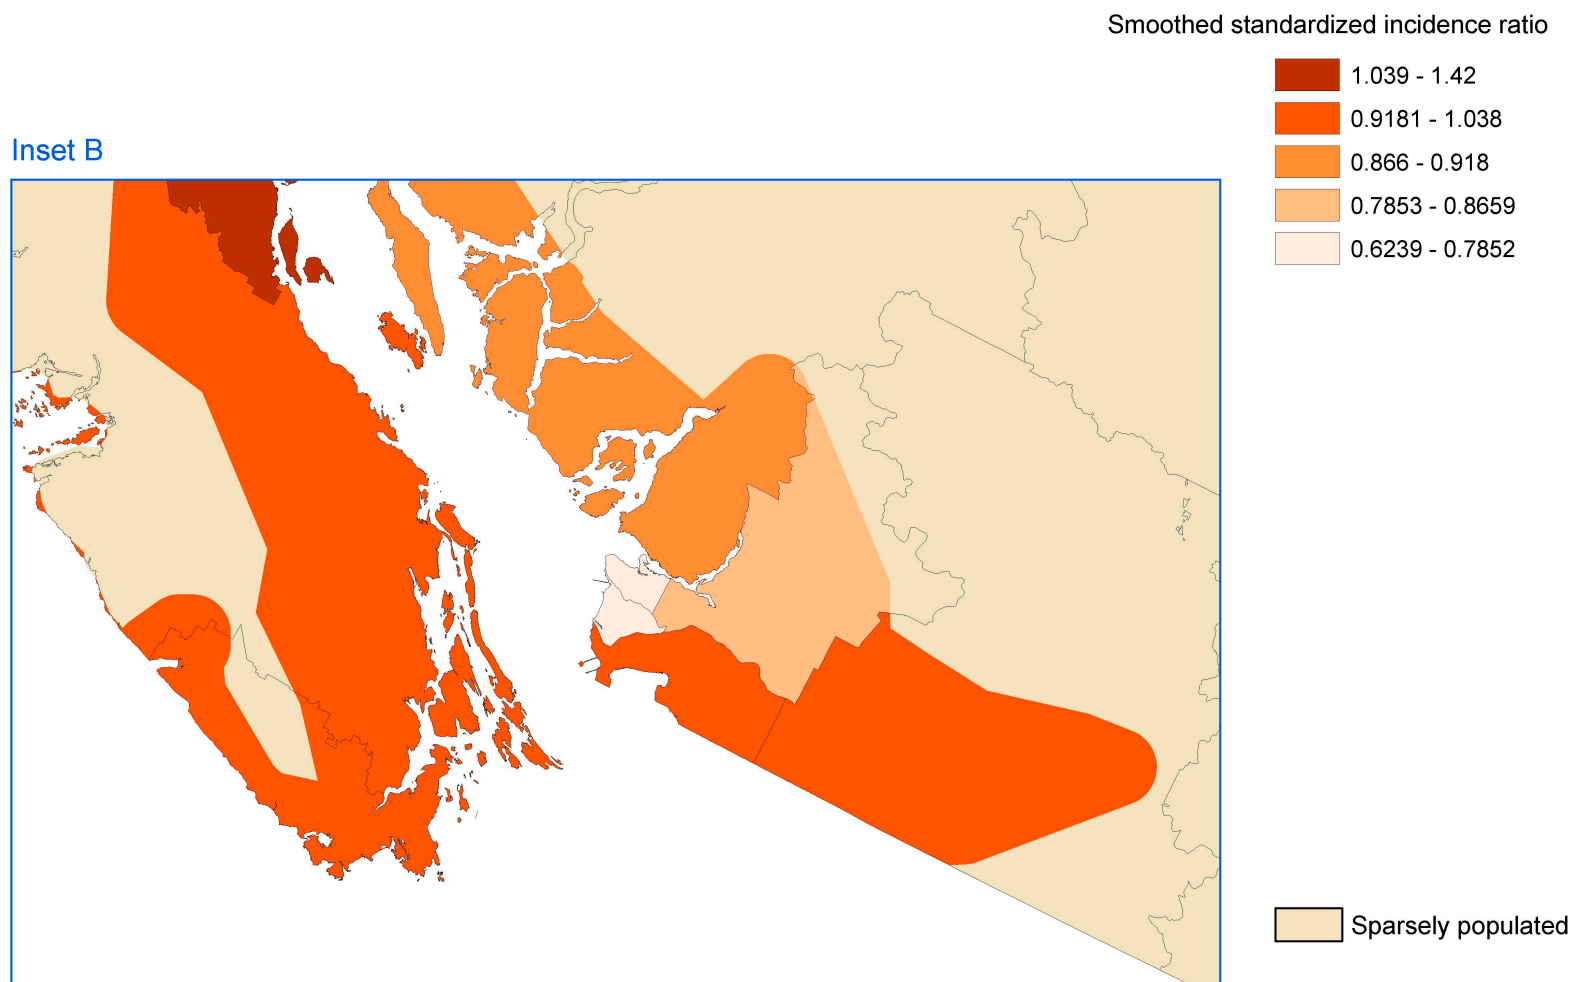 Smoothed standardized incidence ratio
1.039 - 1.42
0.9181 - 1.038
0.866 - 0.918
0.7853 - 0.8659
0.6239 - 0.7852
Inset B
Sparsely populated